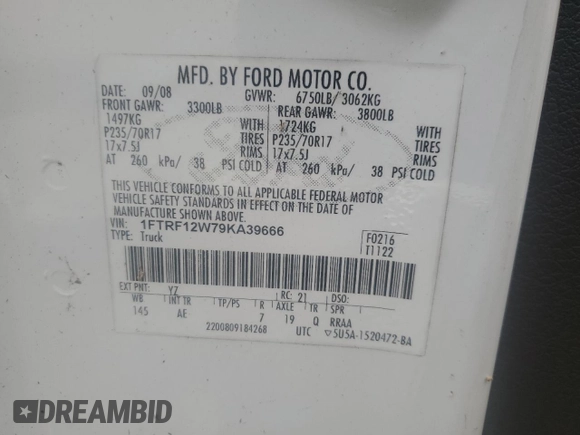 MFD. BY FORD MOTOR CO.
DATE: 09/08 GVWR: 6750LB/ 3062KG
FRONT GAWR: 3300LB REAR GAWR: 3800LB
1497KG 1724KG
P235/70R17 TIRES P235/70R17 TIRES
17x7.5J RIMS 17x7.5J RIMS
AT 260 kPa/ 38 PSI COLD AT 260 kPa/ 38 PSI COLD
THIS VEHICLE CONFORMS TO ALL APPLICABLE FEDERAL MOTOR
VEHICLE SAFETY STANDARDS IN EFFECT ON THE DATE OF
MANUFACTURE SHOWN ABOVE.
VIN: 1FTRF12W79KA39666 F0216
TYPE: Truck T1122
EXT PNT: YZ RC: 21 DSO:
WB INT TR TP/PS R AXLE TR SPR
145 AE 7 19 Q RRAA
2200809184268 UTC ▽5U5A-1520472-BA
DREAMBID